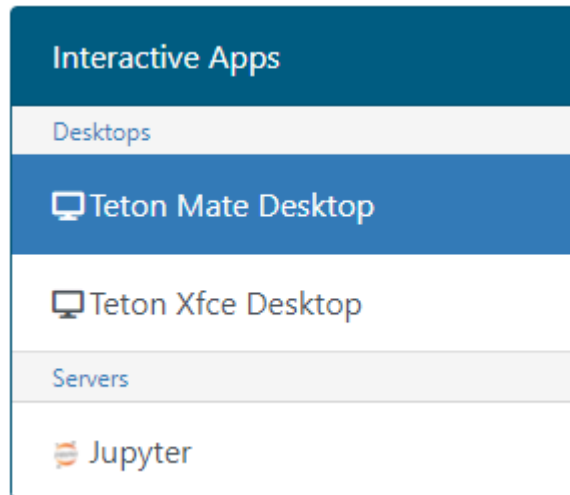 Interactive Apps
Desktops
Teton Mate Desktop
Teton Xfce Desktop
Servers
Jupyter